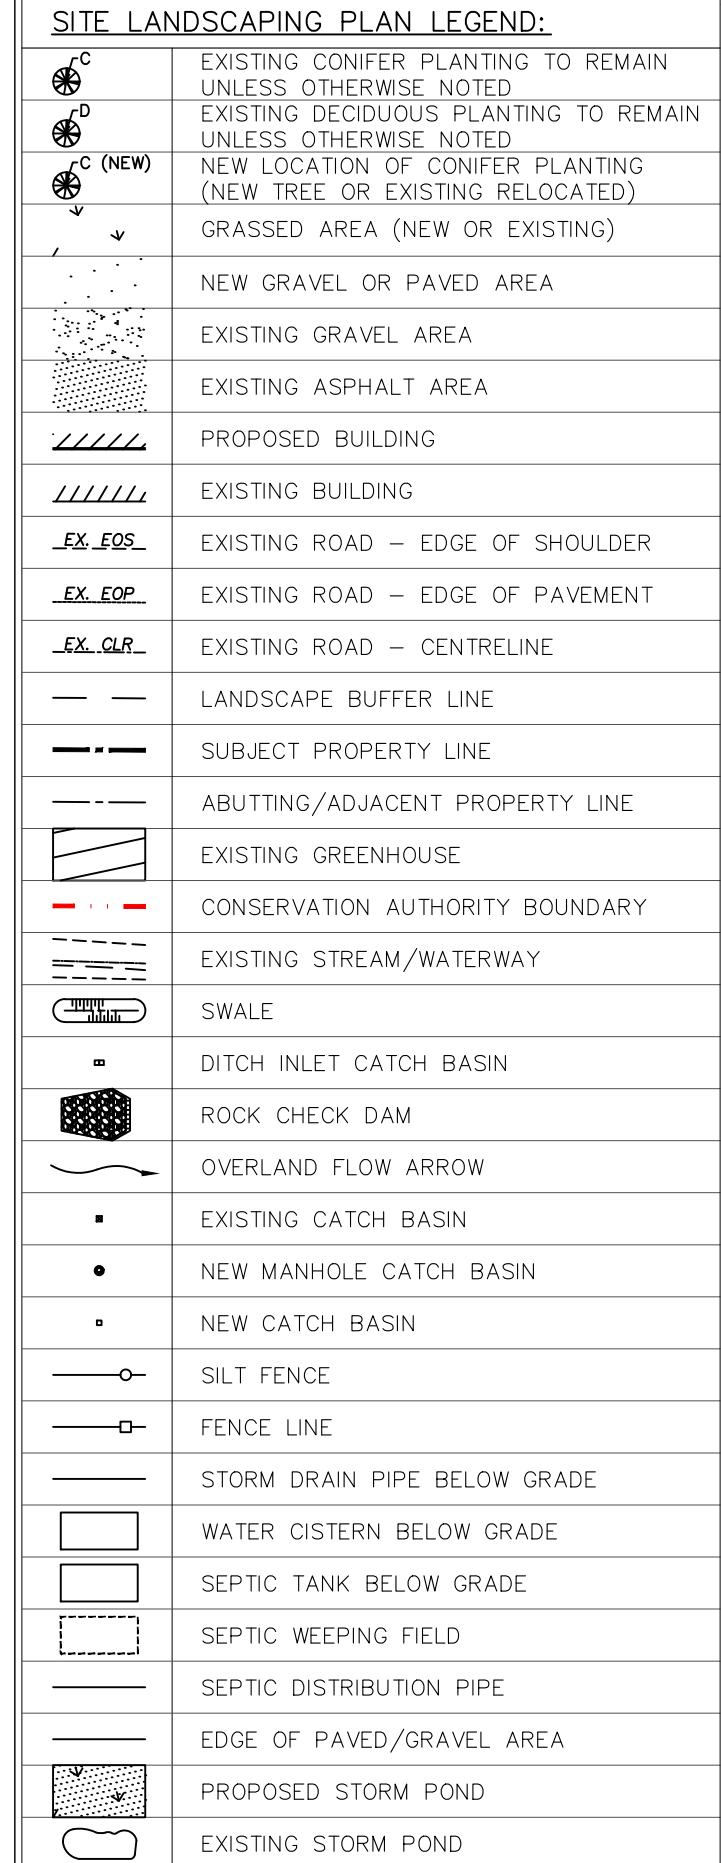 SITE LANDSCAPING PLAN LEGEND:
C
EXISTING CONIFER PLANTING TO REMAIN
UNLESS OTHERWISE NOTED
D
EXISTING DECIDUOUS PLANTING TO REMAIN
UNLESS OTHERWISE NOTED
C (NEW)
NEW LOCATION OF CONIFER PLANTING
(NEW TREE OR EXISTING RELOCATED)
GRASSED AREA (NEW OR EXISTING)
NEW GRAVEL OR PAVED AREA
EXISTING GRAVEL AREA
EXISTING ASPHALT AREA
PROPOSED BUILDING
EXISTING BUILDING
EX. EOS EXISTING ROAD – EDGE OF SHOULDER
EX. EOP EXISTING ROAD – EDGE OF PAVEMENT
EX. CLR EXISTING ROAD – CENTRELINE
LANDSCAPE BUFFER LINE
SUBJECT PROPERTY LINE
ABUTTING/ADJACENT PROPERTY LINE
EXISTING GREENHOUSE
CONSERVATION AUTHORITY BOUNDARY
EXISTING STREAM/WATERWAY
SWALE
DITCH INLET CATCH BASIN
ROCK CHECK DAM
OVERLAND FLOW ARROW
EXISTING CATCH BASIN
NEW MANHOLE CATCH BASIN
NEW CATCH BASIN
SILT FENCE
FENCE LINE
STORM DRAIN PIPE BELOW GRADE
WATER CISTERN BELOW GRADE
SEPTIC TANK BELOW GRADE
SEPTIC WEEPING FIELD
SEPTIC DISTRIBUTION PIPE
EDGE OF PAVED/GRAVEL AREA
PROPOSED STORM POND
EXISTING STORM POND